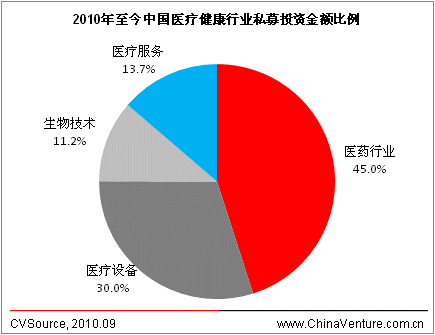 2010年至今中国医疗健康行业私募投资金额比例
医疗服务
13.7%
生物技术
11.2%
医药行业
45.0%
医疗设备
30.0%
CVSource, 2010.09
www.ChinaVenture.com.cn